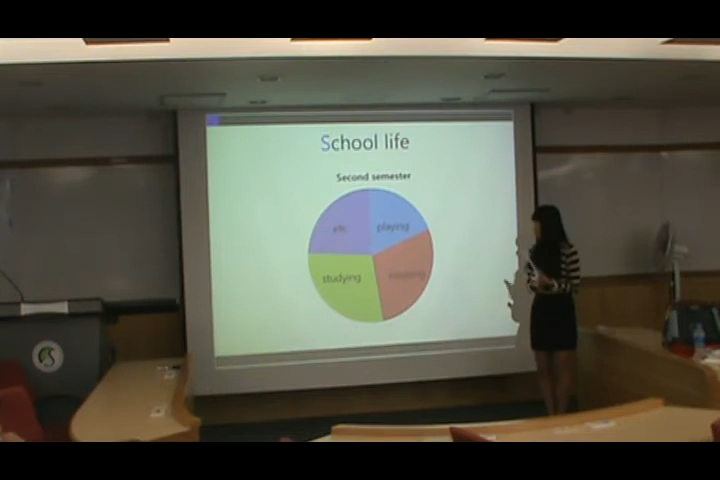 School life
Second semester
etc
playing
studying